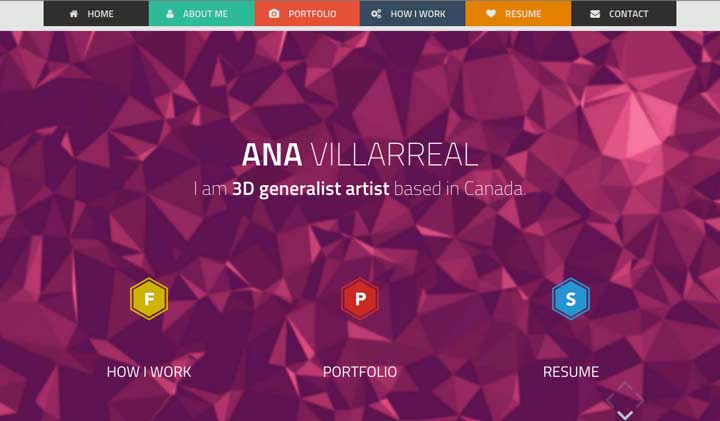 HOME ABOUT ME PORTFOLIO HOW I WORK RESUME CONTACT
ANA VILLARREAL
I am 3D generalist artist based in Canada.
F P S
HOW I WORK PORTFOLIO RESUME